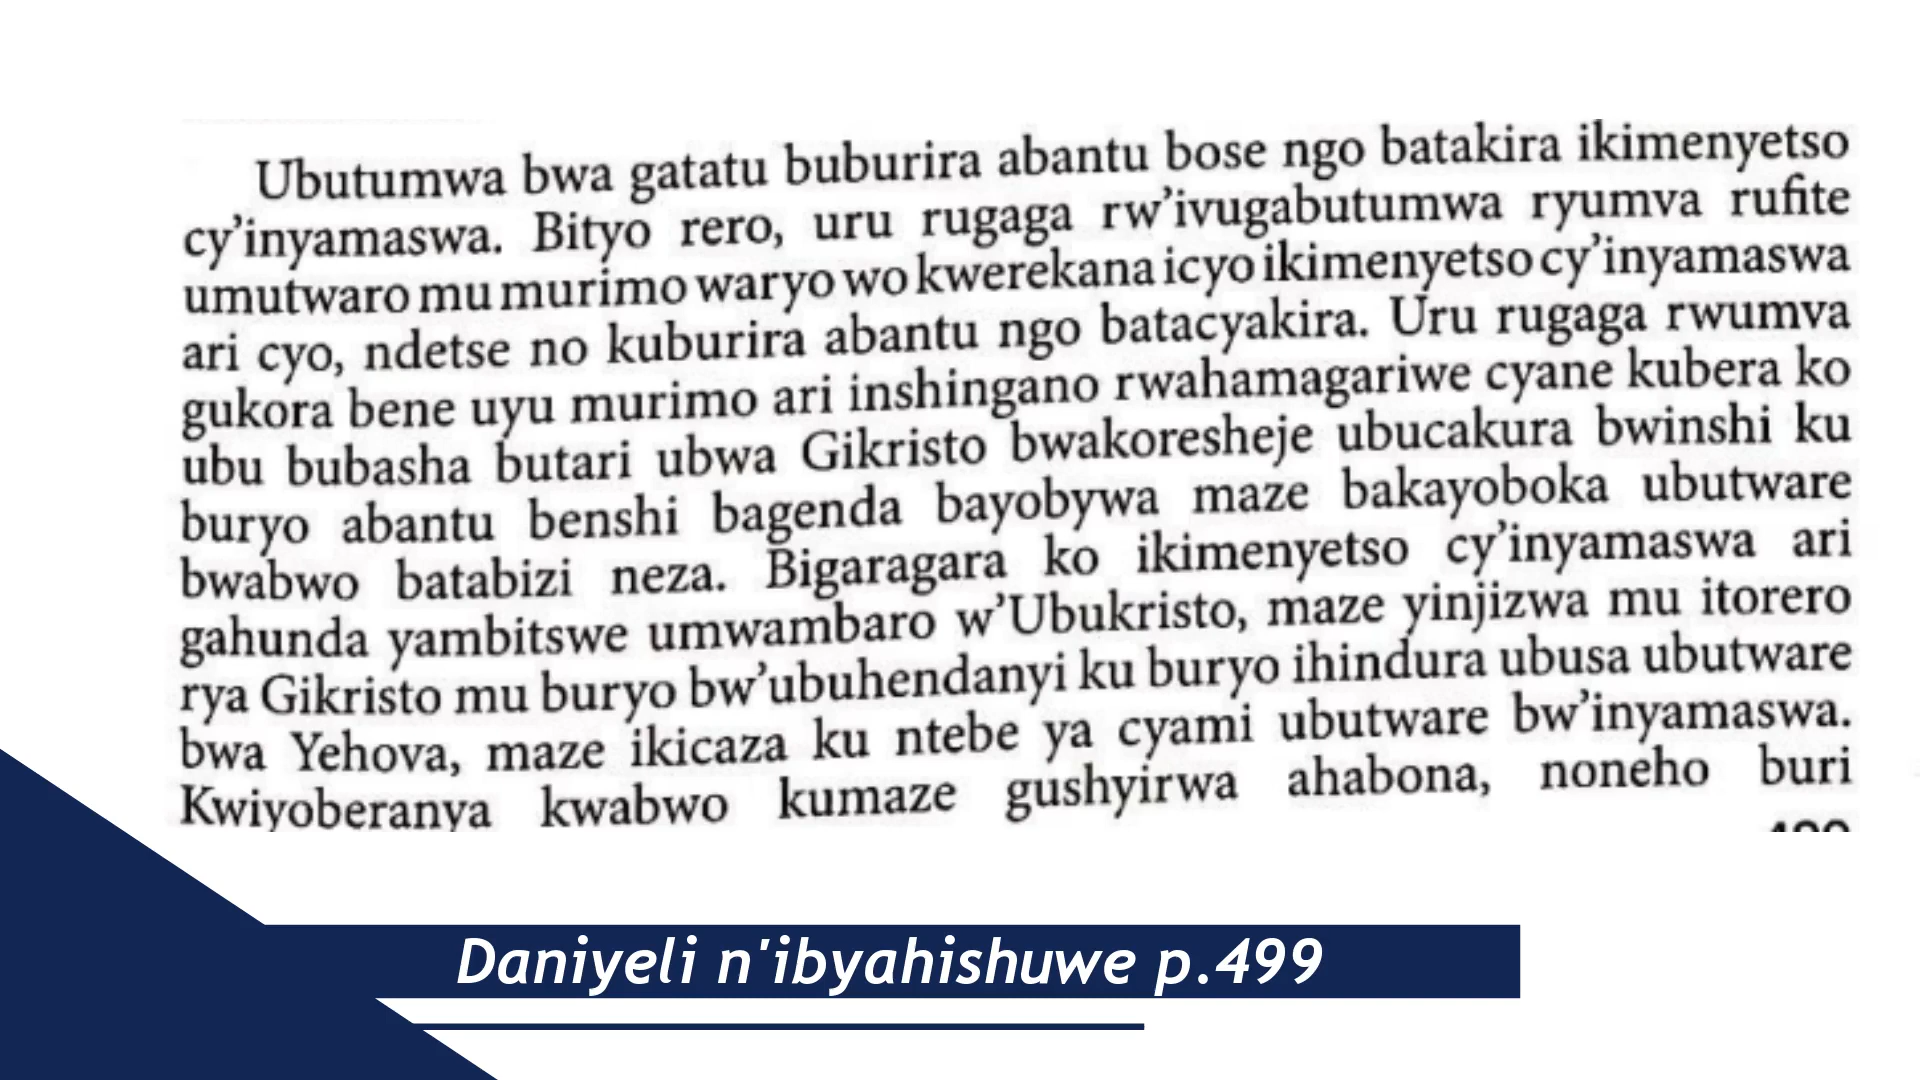 Ubutumwa bwa gatatu buburira abantu bose ngo batakira ikimenyetso
cy’inyamaswa. Bityo rero, uru rugaga rw’ivugabutumwa ryumva rufite
umutwaro mu murimo waryo wo kwerekana icyo ikimenyetso cy’inyamaswa
ari cyo, ndetse no kuburira abantu ngo batacyakira. Uru rugaga rwumva
gukora bene uyu murimo ari inshingano rwahamagariwe cyane kubera ko
ubu bubasha butari ubwa Gikristo bwakoresheje ubucakura bwinshi ku
buryo abantu benshi bagenda bayobywa maze bakayoboka ubutware
bwabwo batabizi neza. Bigaragara ko ikimenyetso cy’inyamaswa ari
gahunda yambitswe umwambaro w’Ubukristo, maze yinjizwa mu itorero
rya Gikristo mu buryo bw’ubuhendanyi ku buryo ihindura ubusa ubutware
bwa Yehova, maze ikicaza ku ntebe ya cyami ubutware bw’inyamaswa.
Kwiyoberanya kwabwo kumaze gushyirwa ahabona, noneho buri
499
Daniyeli n'ibyahishuwe p.499